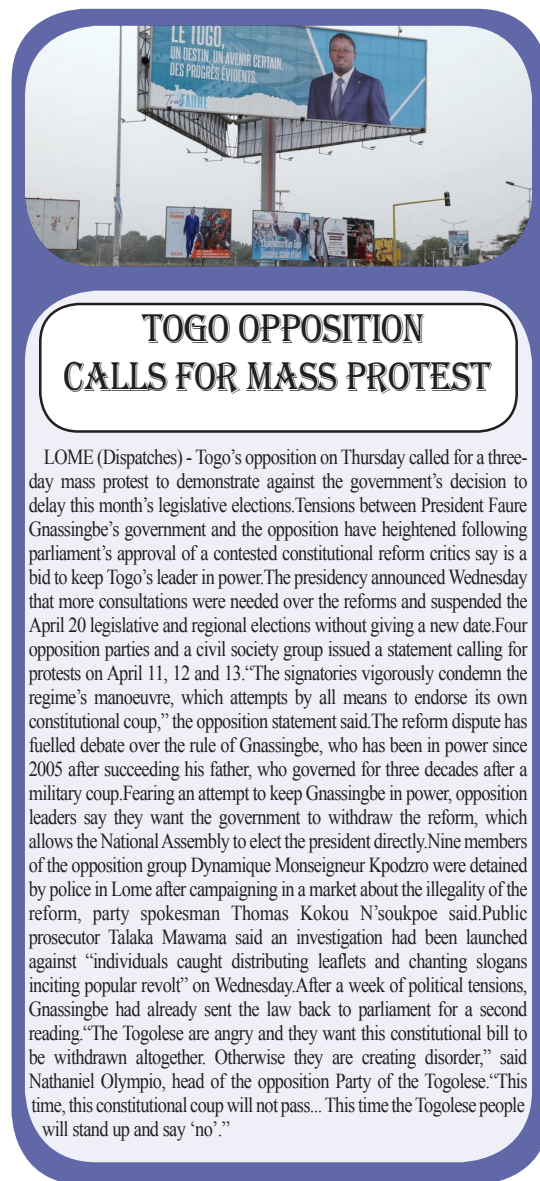 LE TOGO,
UN DESTIN, UN AVENIR CERTAIN,
DES PROGRÈS ÉVIDENTS.
FAURE
TOGO OPPOSITION
CALLS FOR MASS PROTEST
LOME (Dispatches) - Togo’s opposition on Thursday called for a three-
day mass protest to demonstrate against the government’s decision to
delay this month’s legislative elections.Tensions between President Faure
Gnassingbe’s government and the opposition have heightened following
parliament’s approval of a contested constitutional reform critics say is a
bid to keep Togo’s leader in power.The presidency announced Wednesday
that more consultations were needed over the reforms and suspended the
April 20 legislative and regional elections without giving a new date.Four
opposition parties and a civil society group issued a statement calling for
protests on April 11, 12 and 13.“The signatories vigorously condemn the
regime’s manoeuvre, which attempts by all means to endorse its own
constitutional coup,” the opposition statement said.The reform dispute has
fuelled debate over the rule of Gnassingbe, who has been in power since
2005 after succeeding his father, who governed for three decades after a
military coup.Fearing an attempt to keep Gnassingbe in power, opposition
leaders say they want the government to withdraw the reform, which
allows the National Assembly to elect the president directly.Nine members
of the opposition group Dynamique Monseigneur Kpodzro were detained
by police in Lome after campaigning in a market about the illegality of the
reform, party spokesman Thomas Kokou N’soukpoe said.Public
prosecutor Talaka Mawama said an investigation had been launched
against “individuals caught distributing leaflets and chanting slogans
inciting popular revolt” on Wednesday.After a week of political tensions,
Gnassingbe had already sent the law back to parliament for a second
reading.“The Togolese are angry and they want this constitutional bill to
be withdrawn altogether. Otherwise they are creating disorder,” said
Nathaniel Olympio, head of the opposition Party of the Togolese.“This
time, this constitutional coup will not pass... This time the Togolese people
will stand up and say ‘no’.”